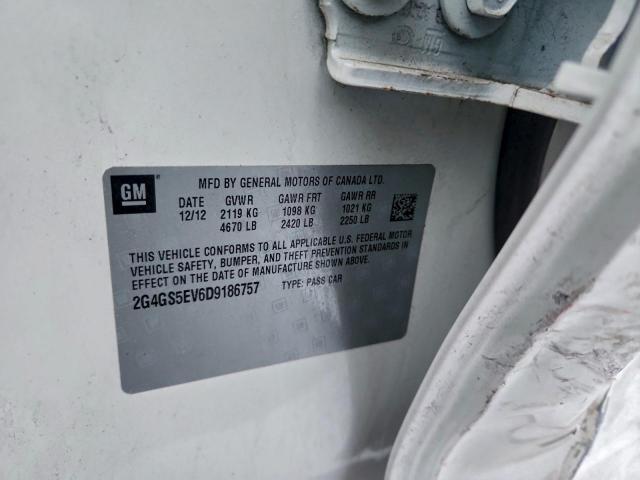 GM
MFD BY GENERAL MOTORS OF CANADA LTD.
DATE GVWR GAWR FRT GAWR RR
12/12 2119 KG 1098 KG 1021 KG
4670 LB 2420 LB 2250 LB
THIS VEHICLE CONFORMS TO ALL APPLICABLE U.S. FEDERAL MOTOR
VEHICLE SAFETY, BUMPER, AND THEFT PREVENTION STANDARDS IN
EFFECT ON THE DATE OF MANUFACTURE SHOWN ABOVE.
2G4GS5EV6D9186757 TYPE: PASS CAR